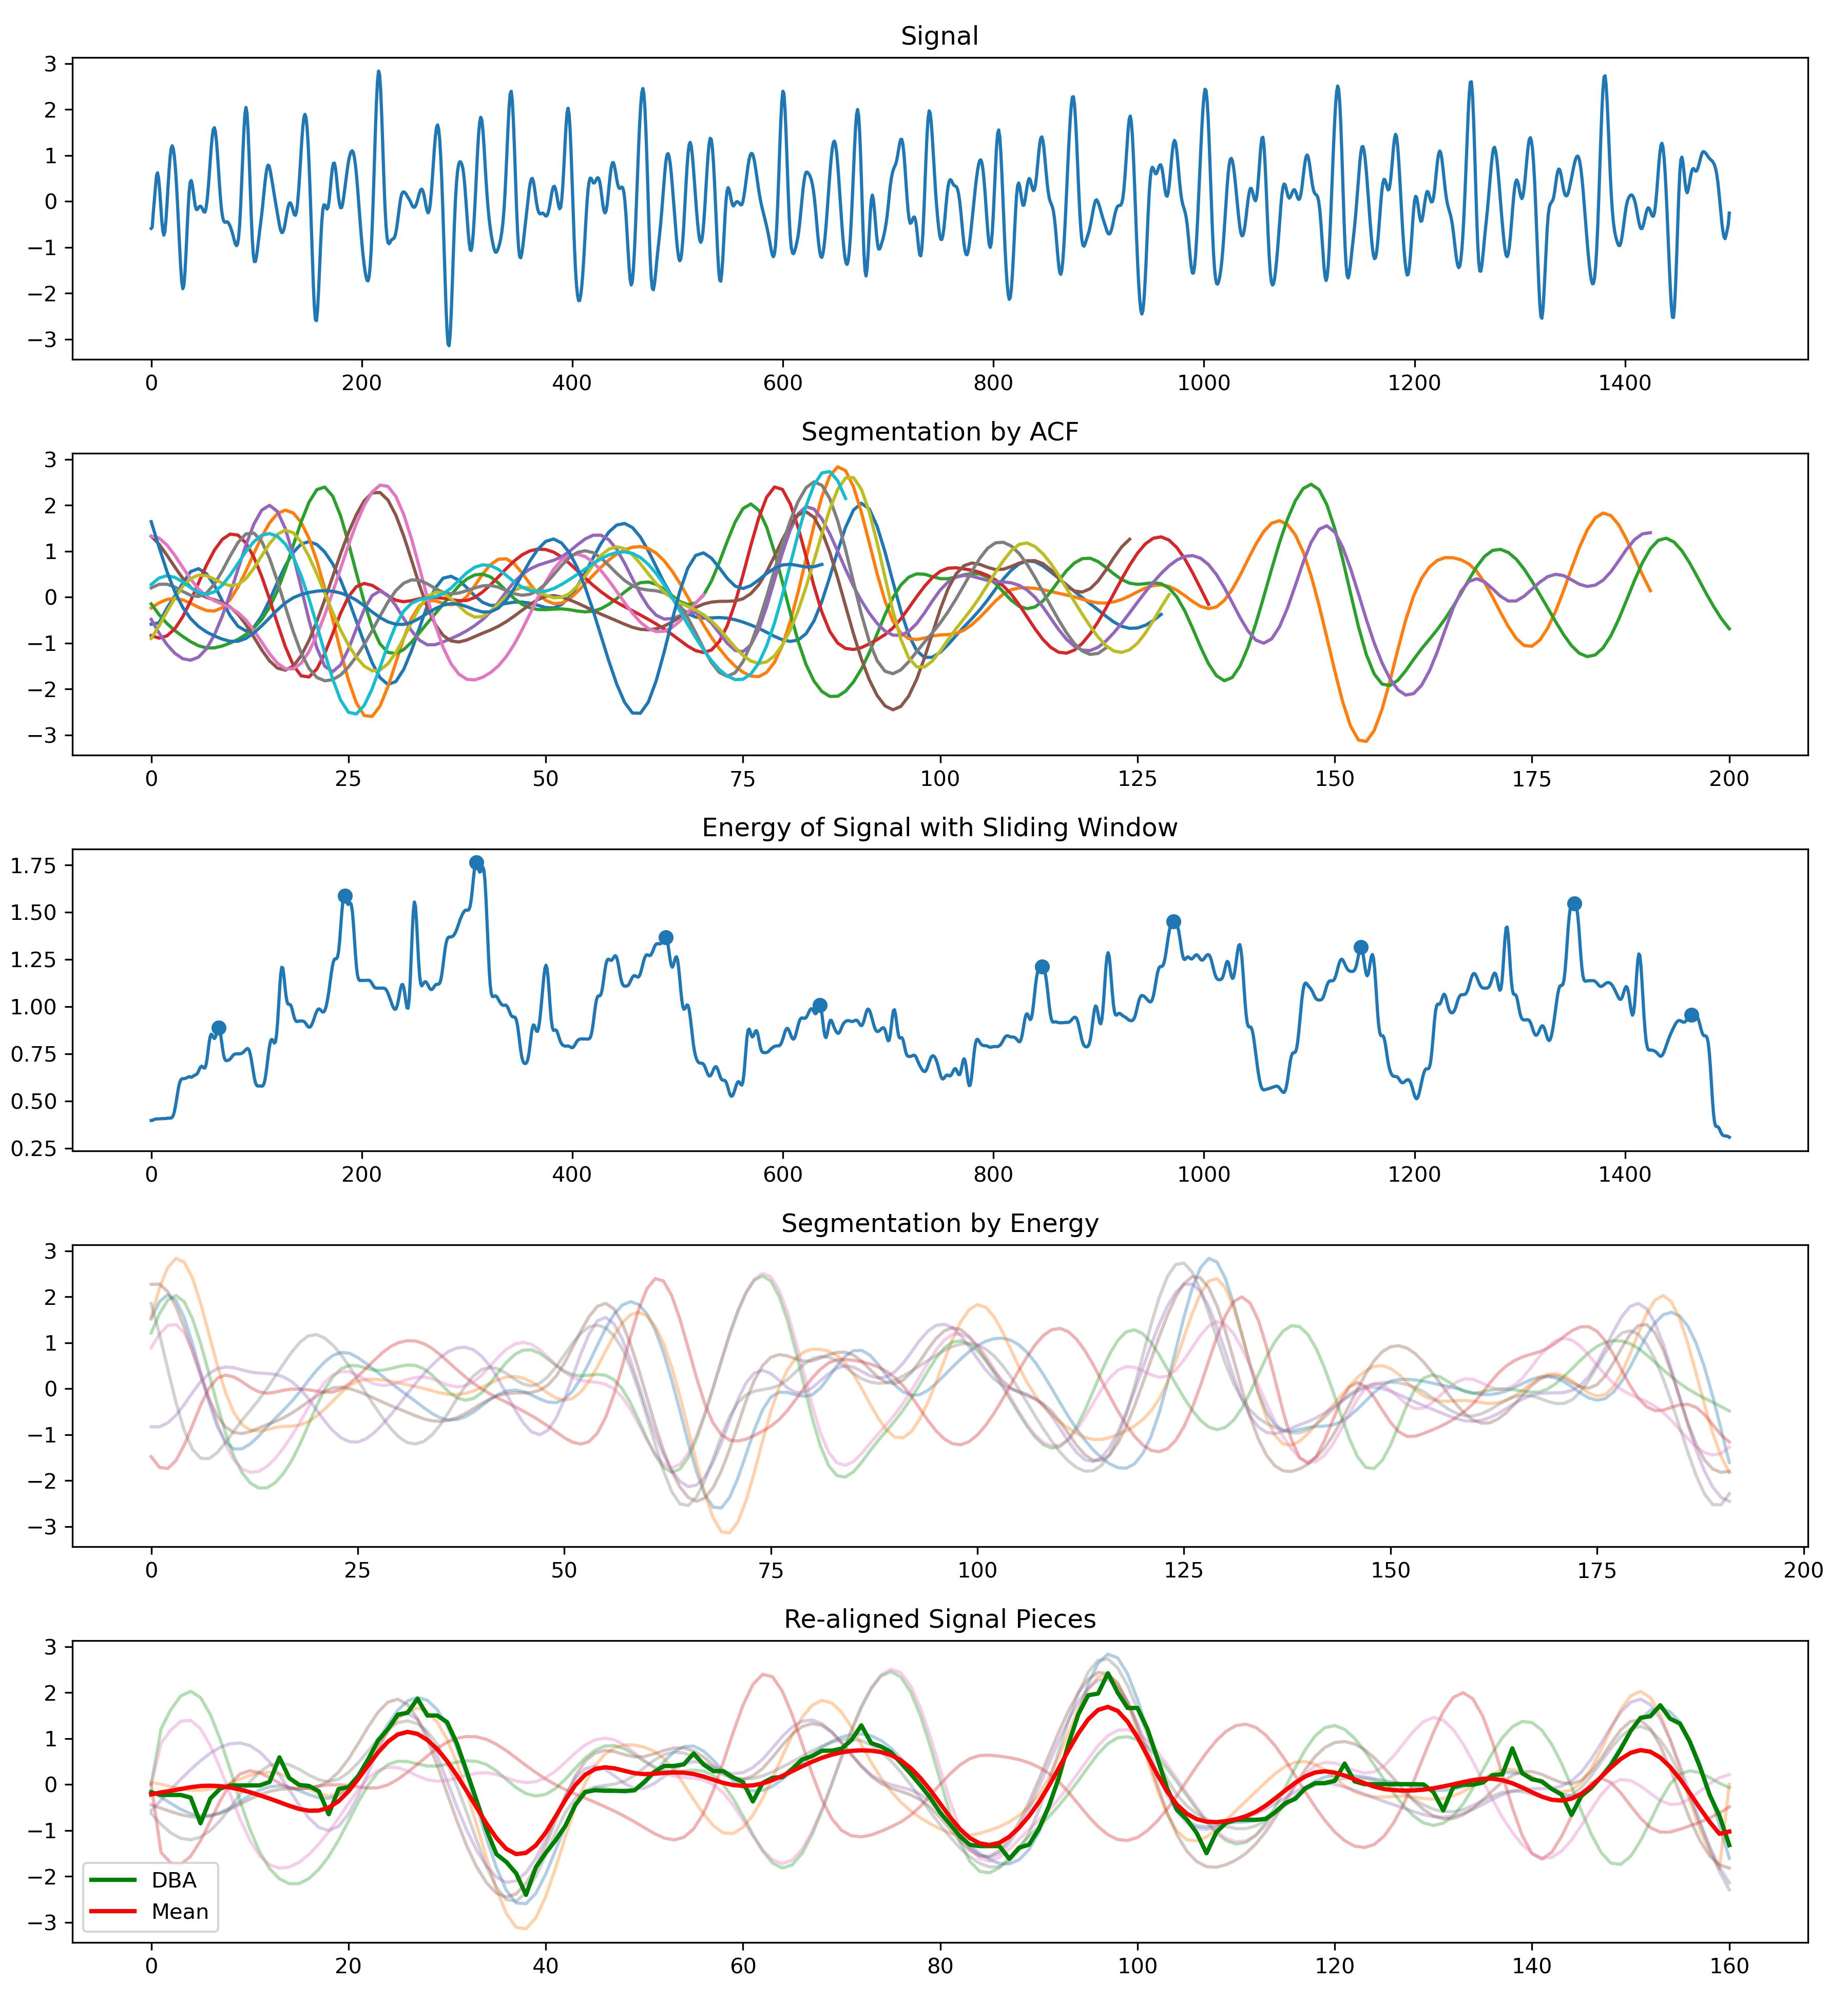 Signal
3
2
1
0
−1
−2
−3
0 200 400 600 800 1000 1200 1400
Segmentation by ACF
3
2
1
0
−1
−2
−3
0 25 50 75 100 125 150 175 200
Energy of Signal with Sliding Window
1.75
1.50
1.25
1.00
0.75
0.50
0.25
0 200 400 600 800 1000 1200 1400
Segmentation by Energy
3
2
1
0
−1
−2
−3
0 25 50 75 100 125 150 175 200
Re-aligned Signal Pieces
3
2
1
0
−1
−2
−3
DBA
Mean
0 20 40 60 80 100 120 140 160